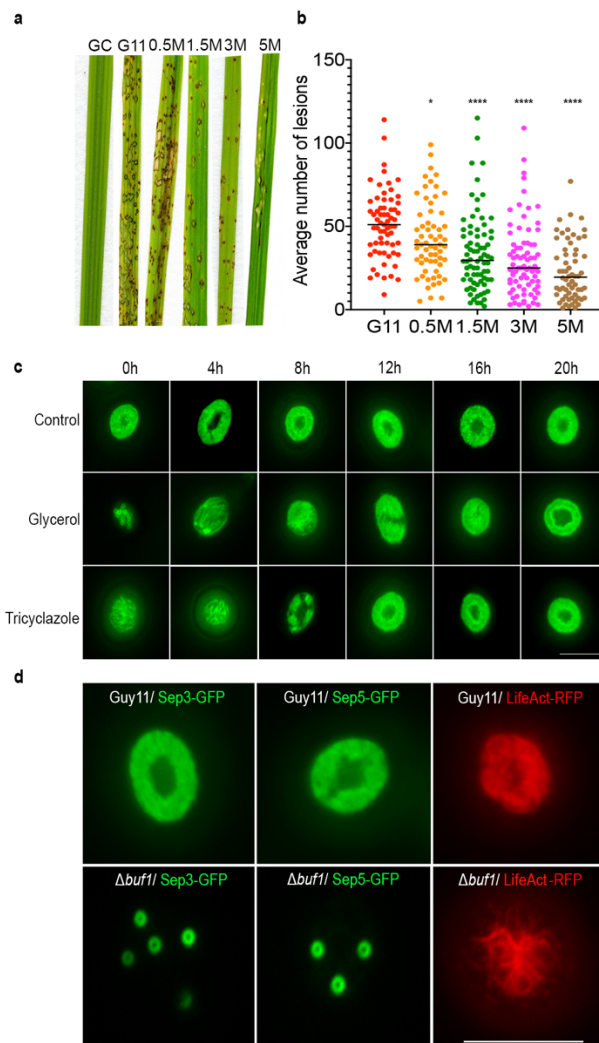 a
GC G11 0.5M 1.5M 3M 5M
b
Average number of lesions
150
100
50
0
* **** **** ****
G11 0.5M 1.5M 3M 5M
c
0h 4h 8h 12h 16h 20h
Control
Glycerol
Tricyclazole
d
Guy11/ Sep3-GFP Guy11/ Sep5-GFP Guy11/ LifeAct-RFP
Δbuf1/ Sep3-GFP Δbuf1/ Sep5-GFP Δbuf1/ LifeAct-RFP